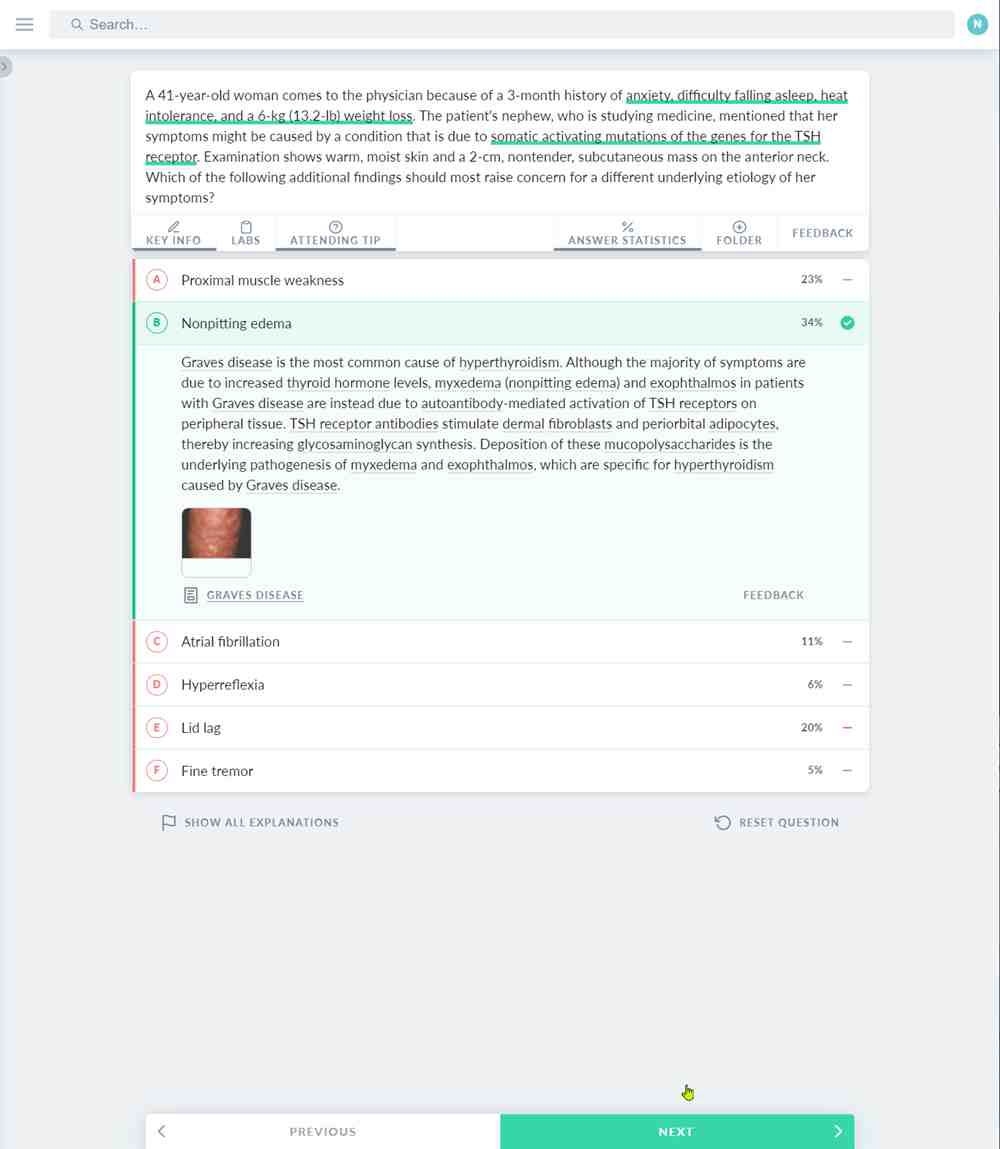 Search...
N
A 41-year-old woman comes to the physician because of a 3-month history of anxiety, difficulty falling asleep, heat
intolerance, and a 6-kg (13.2-lb) weight loss. The patient's nephew, who is studying medicine, mentioned that her
symptoms might be caused by a condition that is due to somatic activating mutations of the genes for the TSH
receptor. Examination shows warm, moist skin and a 2-cm, nontender, subcutaneous mass on the anterior neck.
Which of the following additional findings should most raise concern for a different underlying etiology of her
symptoms?
KEY INFO LABS ATTENDING TIP ANSWER STATISTICS FOLDER FEEDBACK
A Proximal muscle weakness 23%
B Nonpitting edema 34%
Graves disease is the most common cause of hyperthyroidism. Although the majority of symptoms are
due to increased thyroid hormone levels, myxedema (nonpitting edema) and exophthalmos in patients
with Graves disease are instead due to autoantibody-mediated activation of TSH receptors on
peripheral tissue. TSH receptor antibodies stimulate dermal fibroblasts and periorbital adipocytes,
thereby increasing glycosaminoglycan synthesis. Deposition of these mucopolysaccharides is the
underlying pathogenesis of myxedema and exophthalmos, which are specific for hyperthyroidism
caused by Graves disease.
GRAVES DISEASE FEEDBACK
C Atrial fibrillation 11%
D Hyperreflexia 6%
E Lid lag 20%
F Fine tremor 5%
SHOW ALL EXPLANATIONS RESET QUESTION
PREVIOUS NEXT